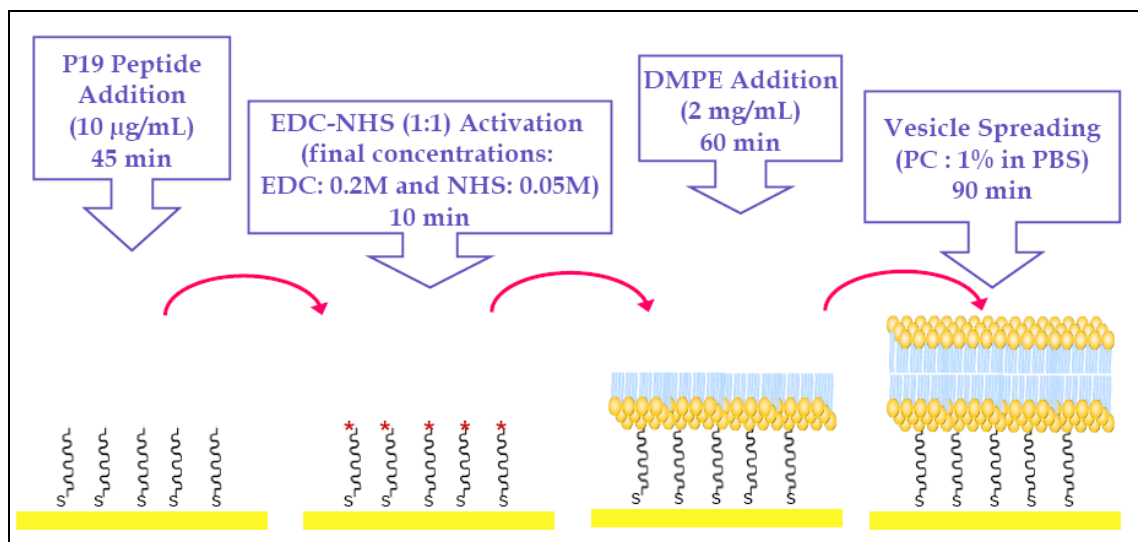 P19 Peptide
Addition
(10 µg/mL)
45 min
EDC-NHS (1:1) Activation
(final concentrations:
EDC: 0.2M and NHS: 0.05M)
10 min
DMPE Addition
(2 mg/mL)
60 min
Vesicle Spreading
(PC : 1% in PBS)
90 min
* * * * *
S S S S S
S S S S S
S S S S S
S S S S S